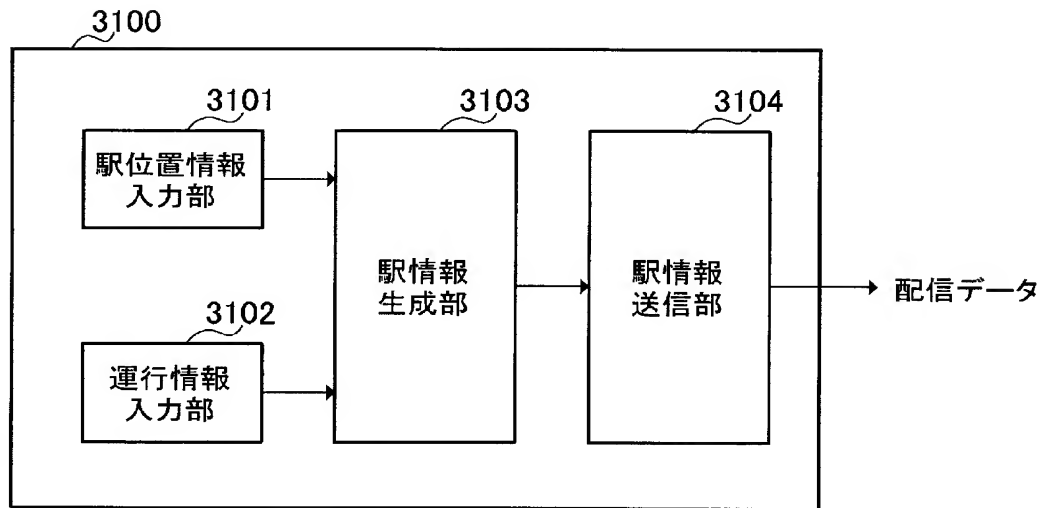 3100
3101
駅位置情報
入力部
3102
運行情報
入力部
3103
駅情報
生成部
3104
駅情報
送信部
配信データ